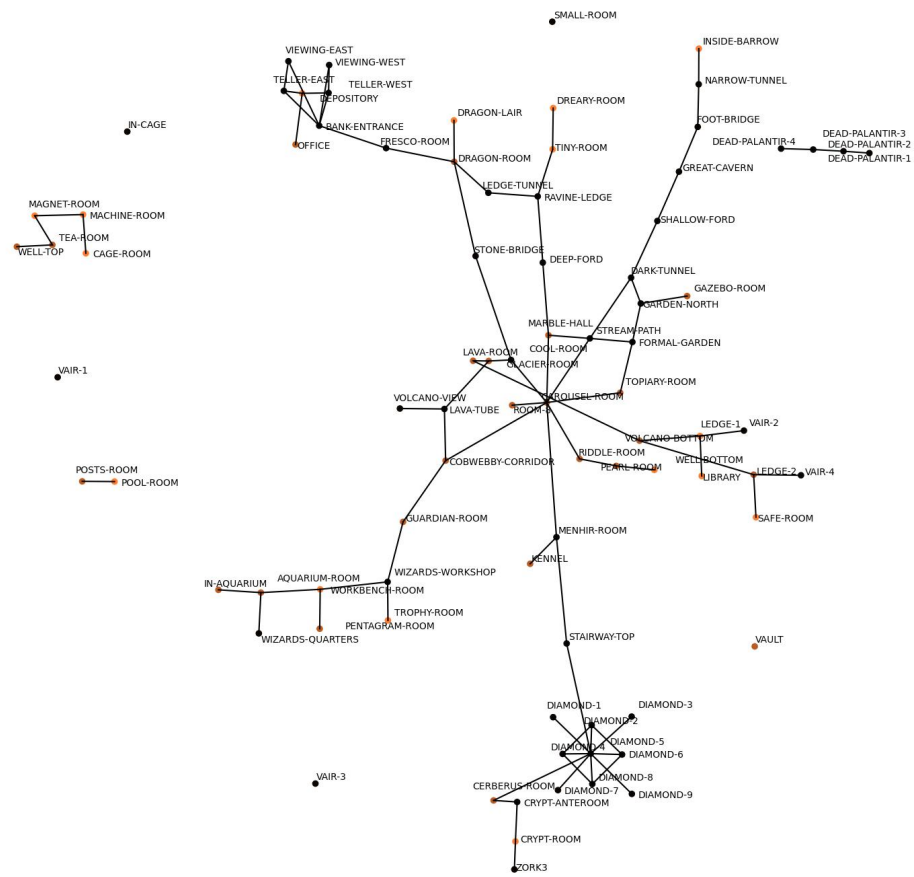 SMALL-ROOM
INSIDE-BARROW
VIEWING-EAST
VIEWING-WEST
TELLER-EAST
TELLER-WEST
NARROW-TUNNEL
DEPOSITORY
DREARY-ROOM
DRAGON-LAIR
IN-CAGE
BANK-ENTRANCE
FOOT-BRIDGE
DEAD-PALANTIR-3
DEAD-PALANTIR-4
DEAD-PALANTIR-2
FRESCO-ROOM
OFFICE
TINY-ROOM
DEAD-PALANTIR-1
DRAGON-ROOM
GREAT-CAVERN
LEDGE-TUNNEL
RAVINE-LEDGE
MAGNET-ROOM
MACHINE-ROOM
SHALLOW-FORD
TEA-ROOM
WELL-TOP
CAGE-ROOM
STONE-BRIDGE
DEEP-FORD
DARK-TUNNEL
GAZEBO-ROOM
GARDEN-NORTH
MARBLE-HALL
STREAM-PATH
FORMAL-GARDEN
COOL-ROOM
LAVA-ROOM
GLACIER-ROOM
VAIR-1
TOPIARY-ROOM
VOLCANO-VIEW
CAROUSEL-ROOM
LAVA-TUBE
ROOM-8
LEDGE-1
VAIR-2
VOLCANO-BOTTOM
RIDDLE-ROOM
WELL-BOTTOM
COBWEBBY-CORRIDOR
PEARL-ROOM
LEDGE-2
VAIR-4
POSTS-ROOM
POOL-ROOM
LIBRARY
GUARDIAN-ROOM
SAFE-ROOM
MENHIR-ROOM
KENNEL
WIZARDS-WORKSHOP
IN-AQUARIUM
AQUARIUM-ROOM
WORKBENCH-ROOM
TROPHY-ROOM
PENTAGRAM-ROOM
WIZARDS-QUARTERS
STAIRWAY-TOP
VAULT
DIAMOND-1
DIAMOND-3
DIAMOND-2
DIAMOND-5
DIAMOND-4
DIAMOND-6
VAIR-3
DIAMOND-8
CERBERUS-ROOM
DIAMOND-7
DIAMOND-9
CRYPT-ANTEROOM
CRYPT-ROOM
ZORK3